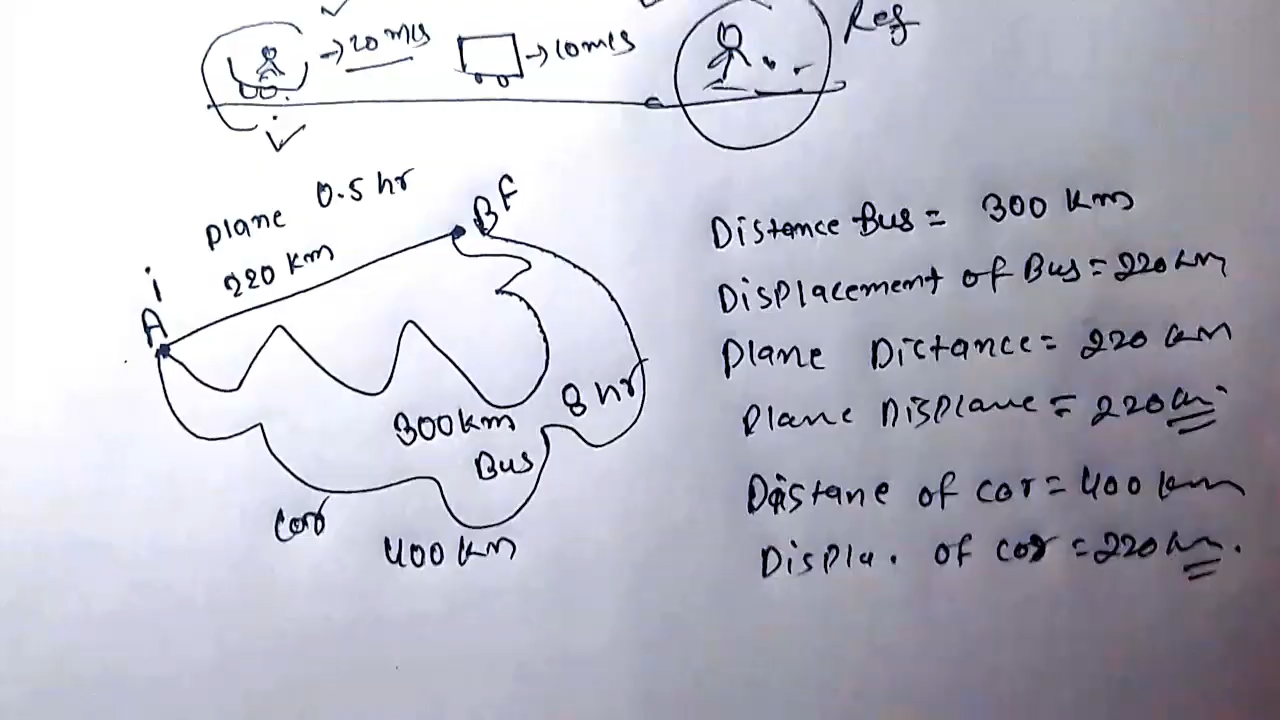 →20 m/s →10 m/s Ref
plane 0.5 hr
220 km
i
A
B f
300 km
Bus
8 hr
car
400 km
Distance Bus = 300 km
Displacement of Bus = 220 km
plane Dictance = 220 km
plane Displane = 220 km
Distane of car = 400 km
Displa. of car = 220 km.